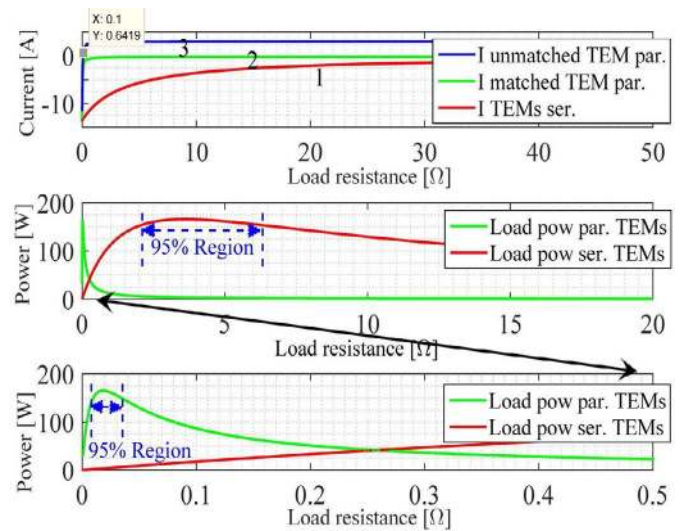 X: 0.1
Y: 0.6419
Current [A]
0
-10
3
2
1
I unmatched TEM par.
I matched TEM par.
I TEMs ser.
0 10 20 30 40 50
Load resistance [Ω]
Power [W]
200
100
0
95% Region
Load pow par. TEMs
Load pow ser. TEMs
0 5 10 15 20
Load resistance [Ω]
Power [W]
200
100
0
95% Region
Load pow par. TEMs
Load pow ser. TEMs
0 0.1 0.2 0.3 0.4 0.5
Load resistance [Ω]